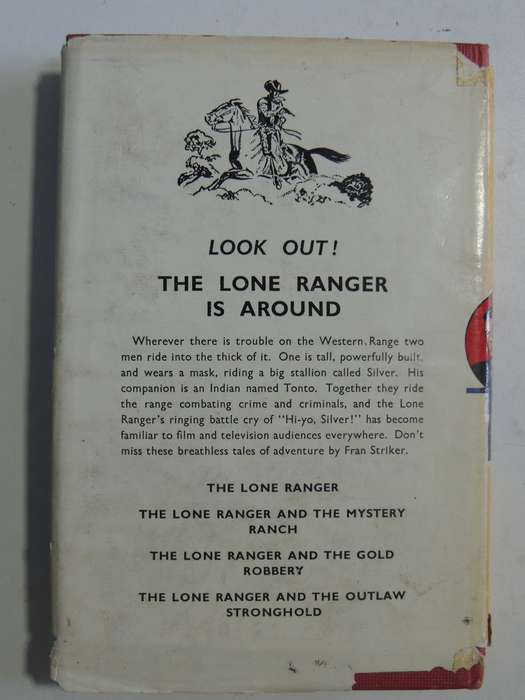 LOOK OUT!
THE LONE RANGER
IS AROUND
Wherever there is trouble on the Western Range two
men ride into the thick of it. One is tall, powerfully built,
and wears a mask, riding a big stallion called Silver. His
companion is an Indian named Tonto. Together they ride
the range combating crime and criminals, and the Lone
Ranger's ringing battle cry of "Hi-yo, Silver!" has become
familiar to film and television audiences everywhere. Don't
miss these breathless tales of adventure by Fran Striker.
THE LONE RANGER
THE LONE RANGER AND THE MYSTERY
RANCH
THE LONE RANGER AND THE GOLD
ROBBERY
THE LONE RANGER AND THE OUTLAW
STRONGHOLD